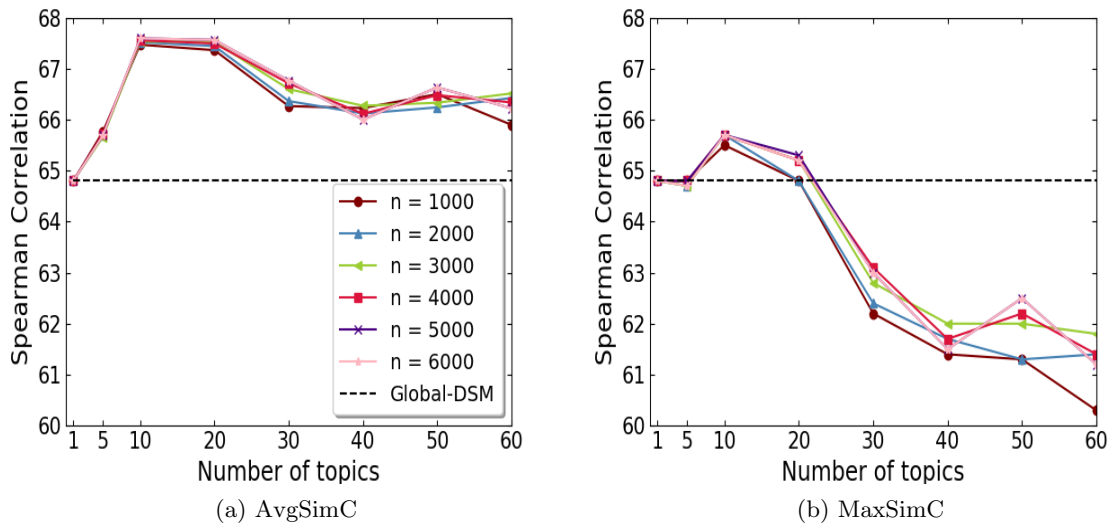 68
67
66
65
64
63
62
61
60
Spearman Correlation
n = 1000
n = 2000
n = 3000
n = 4000
n = 5000
n = 6000
Global-DSM
1 5 10 20 30 40 50 60
Number of topics
(a) AvgSimC
68
67
66
65
64
63
62
61
60
Spearman Correlation
1 5 10 20 30 40 50 60
Number of topics
(b) MaxSimC